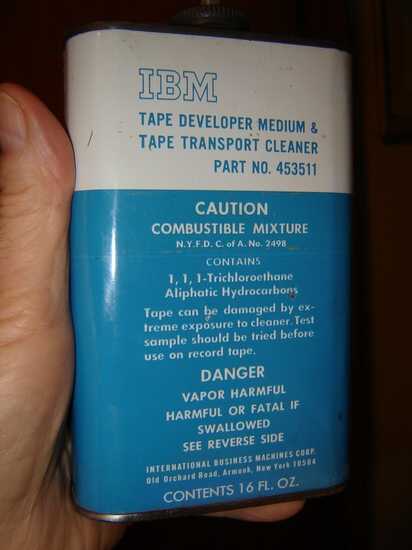 IBM
TAPE DEVELOPER MEDIUM &
TAPE TRANSPORT CLEANER
PART NO. 453511
CAUTION
COMBUSTIBLE MIXTURE
N.Y.F.D. C. of A. No. 2498
CONTAINS
1, 1, 1-Trichloroethane
Aliphatic Hydrocarbons
Tape can be damaged by ex-
treme exposure to cleaner. Test
sample should be tried before
use on record tape.
DANGER
VAPOR HARMFUL
HARMFUL OR FATAL IF
SWALLOWED
SEE REVERSE SIDE
INTERNATIONAL BUSINESS MACHINES CORP.
Old Orchard Road, Armonk, New York 10504
CONTENTS 16 FL. OZ.